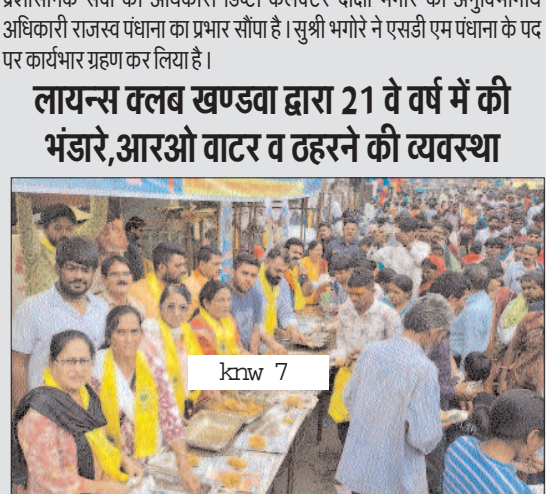 अधिकारी राजस्व पंधाना का प्रभार सौंपा है । सुश्री भगोरे ने एसडी एम पंधाना के पद
पर कार्यभार ग्रहण कर लिया है ।
लायन्स क्लब खण्डवा द्वारा 21 वे वर्ष में की
भंडारे,आरओ वाटर व ठहरने की व्यवस्था
knw 7